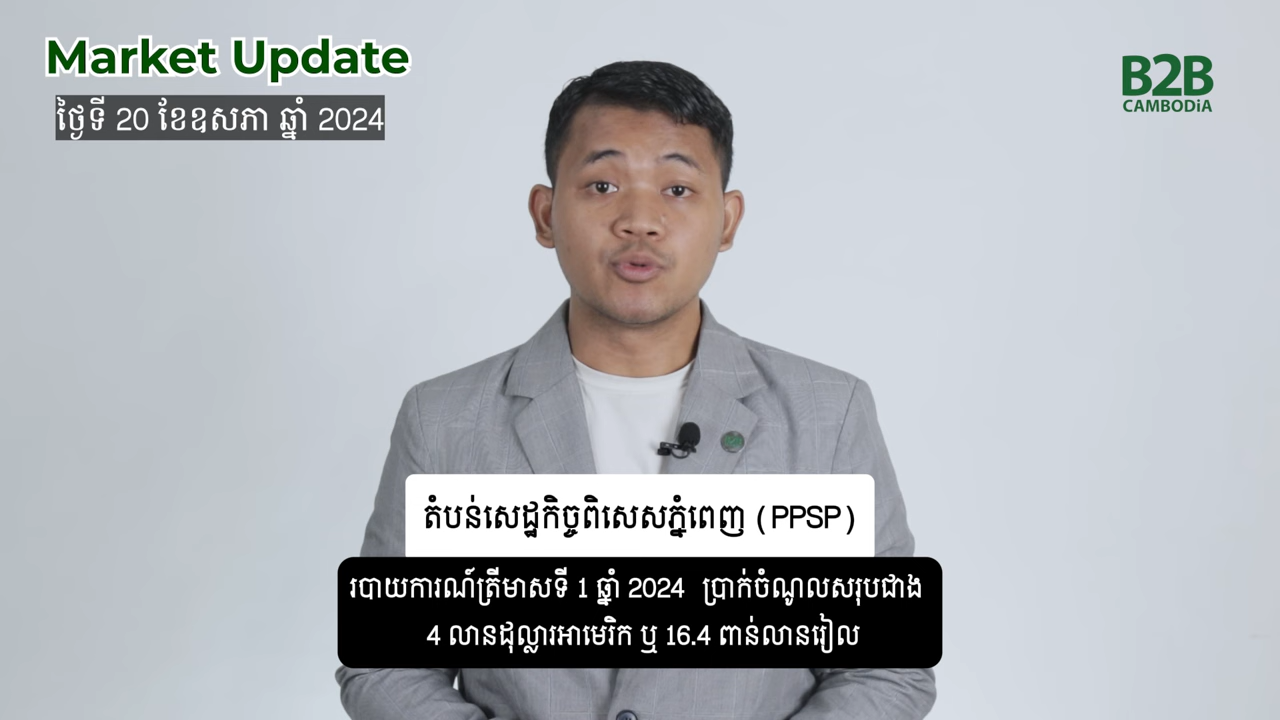 Market Update
ថ្ងៃទី 20 ខែឧសភា ឆ្នាំ 2024
B2B
CAMBODiA
តំបន់សេដ្ឋកិច្ចពិសេសភ្នំពេញ (PPSP)
របាយការណ៍ត្រីមាសទី 1 ឆ្នាំ 2024 ប្រាក់ចំណូលសរុបជាង
4 លានដុល្លារអាមេរិក ឬ 16.4 ពាន់លានរៀល